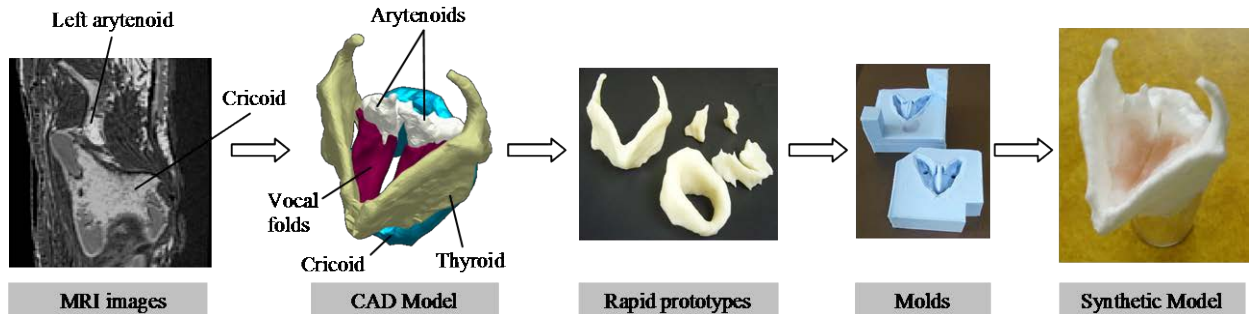 Left arytenoid
Cricoid
MRI images
Arytenoids
Vocal
folds
Cricoid
Thyroid
CAD Model
Rapid prototypes
Molds
Synthetic Model